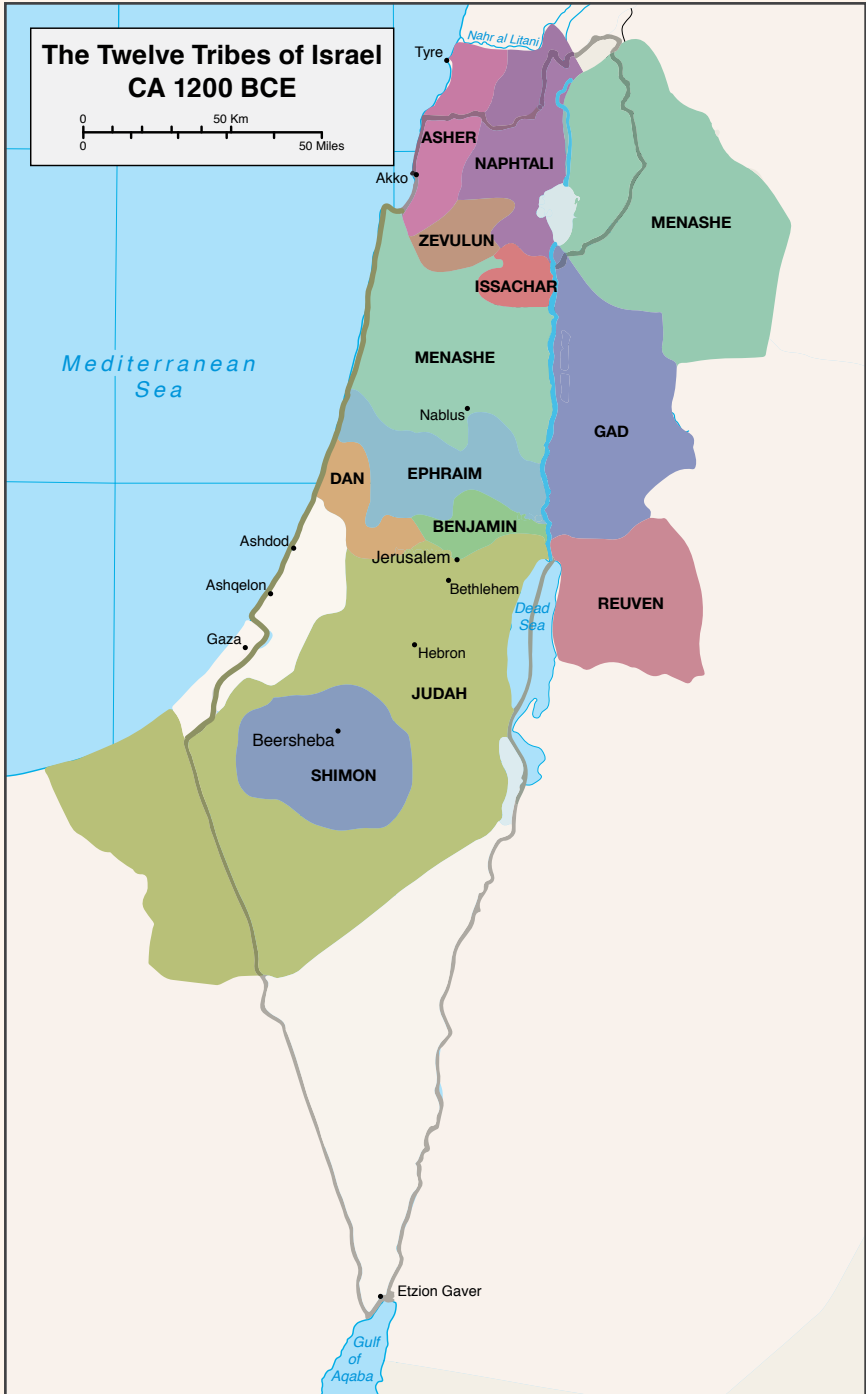 The Twelve Tribes of Israel
CA 1200 BCE
0 50 Km
0 50 Miles
Nahr al Litani
Tyre
ASHER
NAPHTALI
Akko
MENASHE
ZEVULUN
ISSACHAR
Mediterranean
Sea
MENASHE
Nablus
GAD
DAN
EPHRAIM
BENJAMIN
Ashdod
Jerusalem
Ashqelon
Bethlehem
Dead
Sea
REUVEN
Gaza
Hebron
JUDAH
Beersheba
SHIMON
Etzion Gaver
Gulf
of
Aqaba